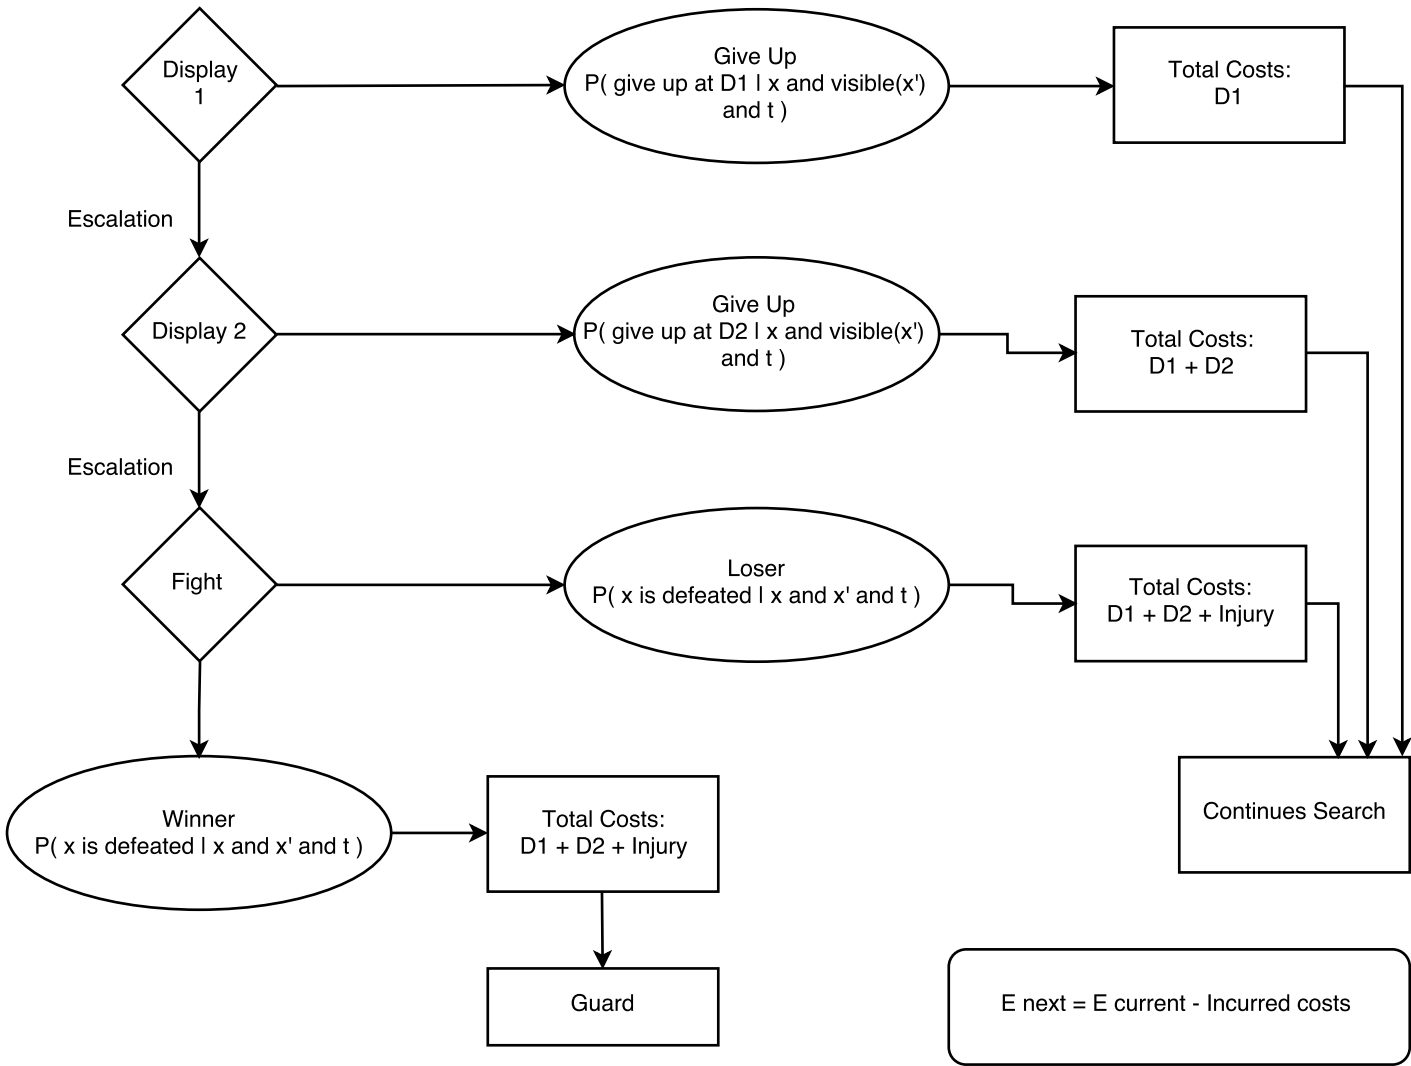 Display
1
Give Up
P( give up at D1 | x and visible(x')
and t )
Total Costs:
D1
Escalation
Display 2
Give Up
P( give up at D2 | x and visible(x')
and t )
Total Costs:
D1 + D2
Escalation
Fight
Loser
P( x is defeated | x and x' and t )
Total Costs:
D1 + D2 + Injury
Winner
P( x is defeated | x and x' and t )
Total Costs:
D1 + D2 + Injury
Continues Search
Guard
E next = E current - Incurred costs